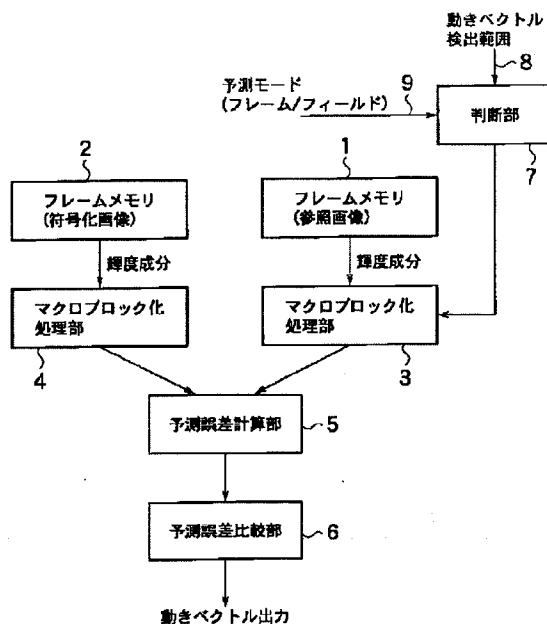 動きベクトル
検出範囲
8
予測モード
(フレーム/フィールド)
9
判断部
7
2
フレームメモリ
(符号化画像)
1
フレームメモリ
(参照画像)
輝度成分
輝度成分
マクロブロック化
処理部
4
マクロブロック化
処理部
3
予測誤差計算部
5
予測誤差比較部
6
動きベクトル出力